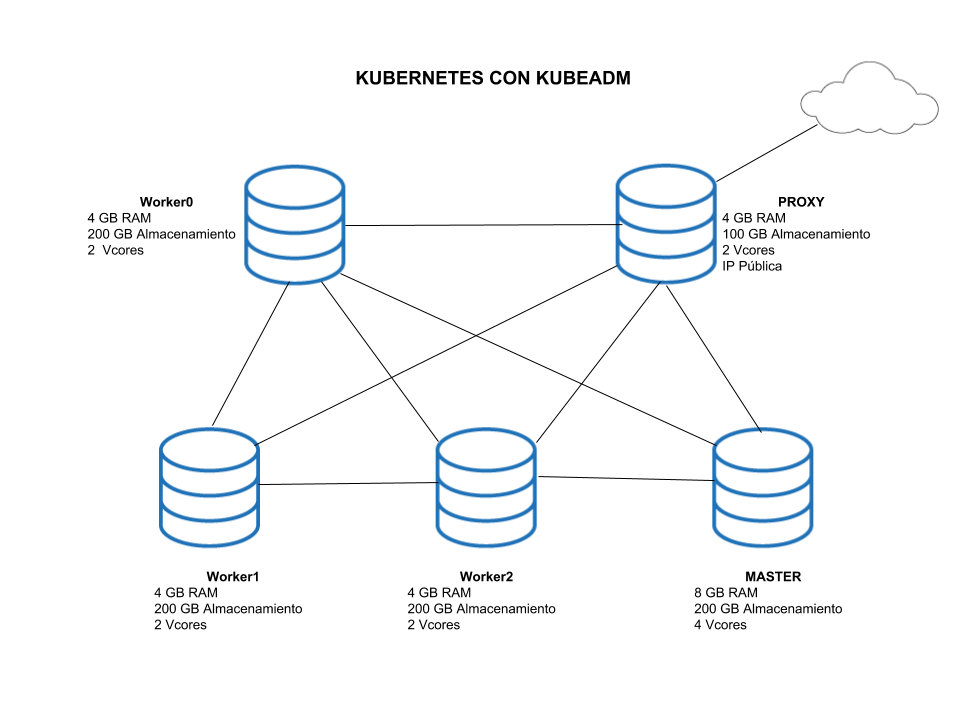 KUBERNETES CON KUBEADM
Worker0
4 GB RAM
200 GB Almacenamiento
2  Vcores
PROXY
4 GB RAM
100 GB Almacenamiento
2 Vcores
IP Pública
Worker1
4 GB RAM
200 GB Almacenamiento
2 Vcores
Worker2
4 GB RAM
200 GB Almacenamiento
2 Vcores
MASTER
8 GB RAM
200 GB Almacenamiento
4 Vcores